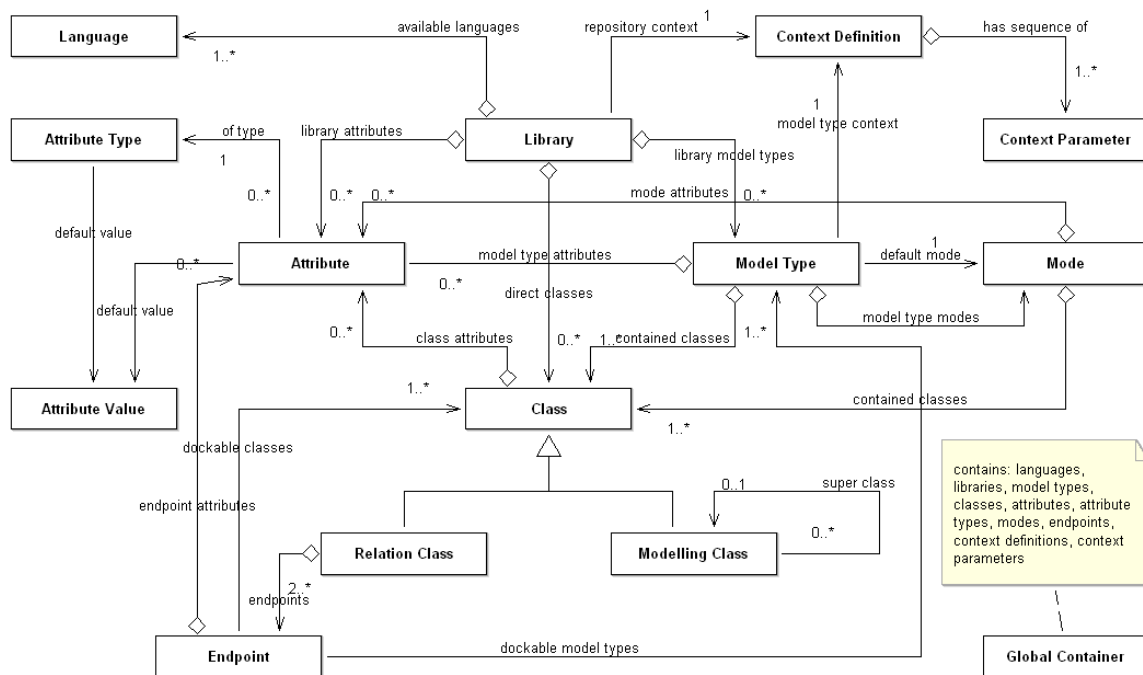 Language
available languages
1..*
repository context
1
Context Definition
has sequence of
1..*
Attribute Type
of type
1
library attributes
Library
library model types
1
model type context
Context Parameter
0..*
0..*
0..*
mode attributes
0..*
default value
0..*
Attribute
model type attributes
0..*
Model Type
1
default mode
Mode
default value
direct classes
0..*
class attributes
0..*
1..*
contained classes
1..*
model type modes
Attribute Value
1..*
Class
contained classes
1..*
dockable classes
endpoint attributes
super class
0..1
0..*
Relation Class
Modelling Class
contains: languages,
libraries, model types,
classes, attributes, attribute
types, modes, endpoints,
context definitions, context
parameters
2..*
endpoints
Endpoint
dockable model types
Global Container